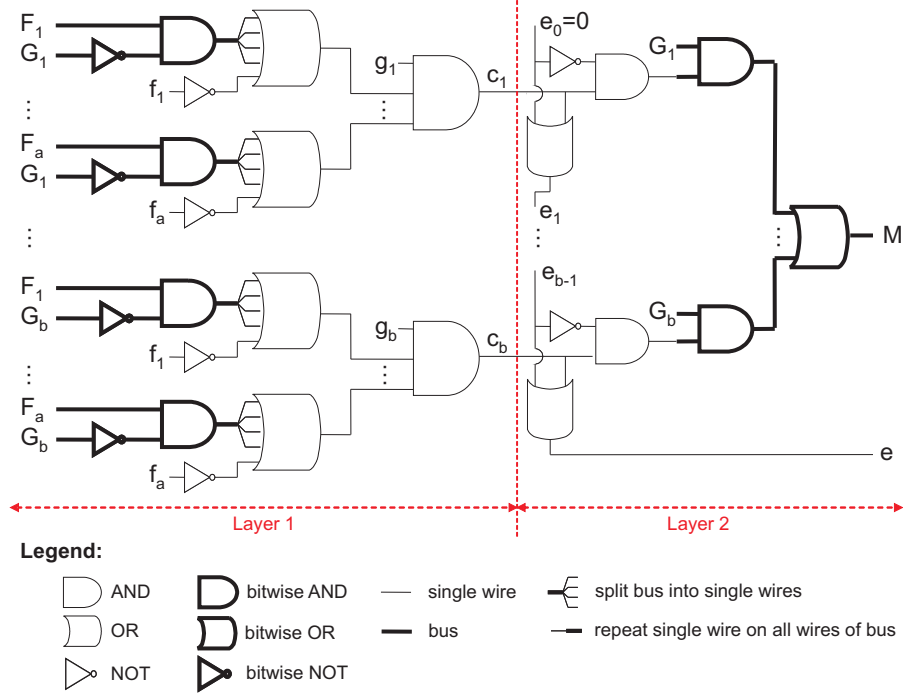 F1
G1
f1
...
Fa
G1
fa
...
F1
Gb
f1
...
Fa
Gb
fa
g1
...
c1
gb
...
cb
e0=0
e1
...
eb-1
G1
...
Gb
M
e
Layer 1
Layer 2
Legend:
AND
bitwise AND
single wire
split bus into single wires
OR
bitwise OR
bus
repeat single wire on all wires of bus
NOT
bitwise NOT